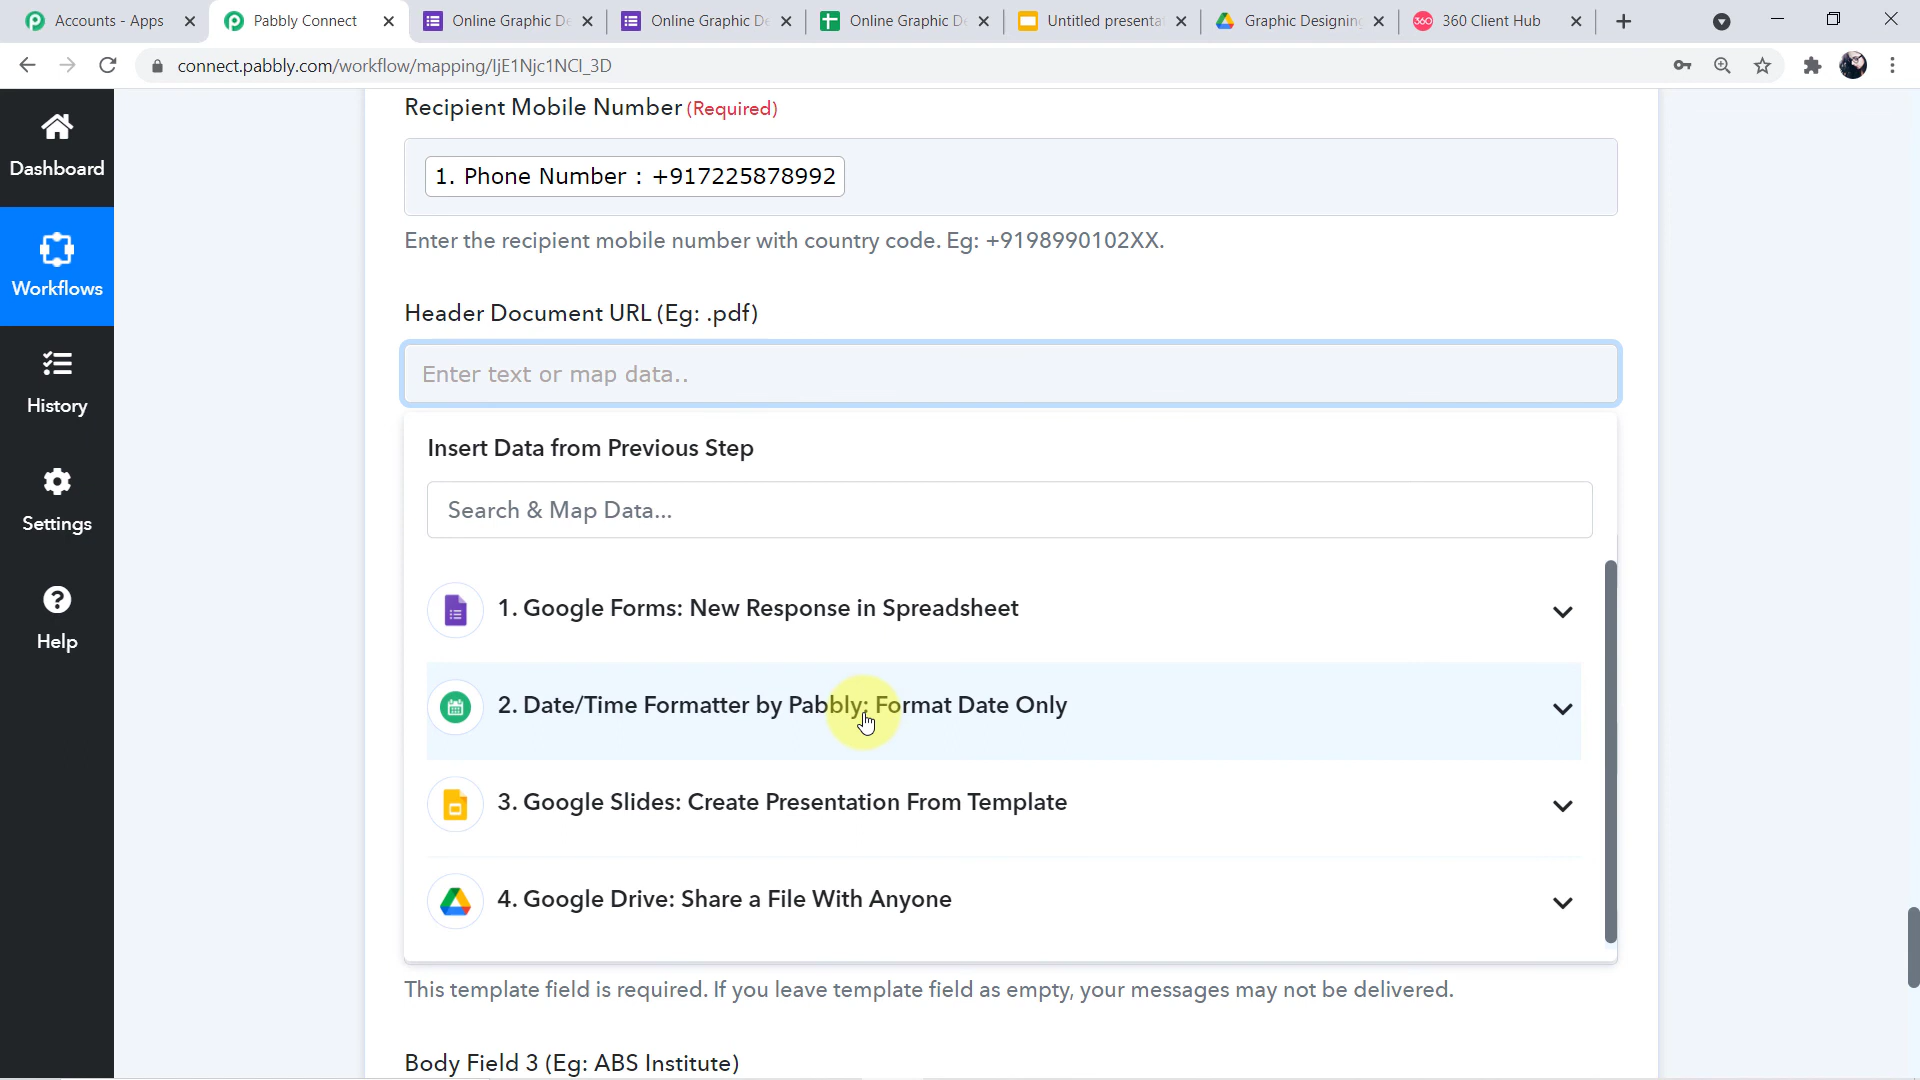 Accounts - Apps
Pabbly Connect
Online Graphic De
Online Graphic De
Online Graphic De
Untitled presentat
Graphic Designing
360 Client Hub
connect.pabbly.com/workflow/mapping/IjE1Njc1NCI_3D
Dashboard
Workflows
History
Settings
Help
Recipient Mobile Number (Required)
1. Phone Number : +917225878992
Enter the recipient mobile number with country code. Eg: +9198990102XX.
Header Document URL (Eg: .pdf)
Enter text or map data..
Insert Data from Previous Step
Search & Map Data...
1. Google Forms: New Response in Spreadsheet
2. Date/Time Formatter by Pabbly: Format Date Only
3. Google Slides: Create Presentation From Template
4. Google Drive: Share a File With Anyone
This template field is required. If you leave template field as empty, your messages may not be delivered.
Body Field 3 (Eg: ABS Institute)